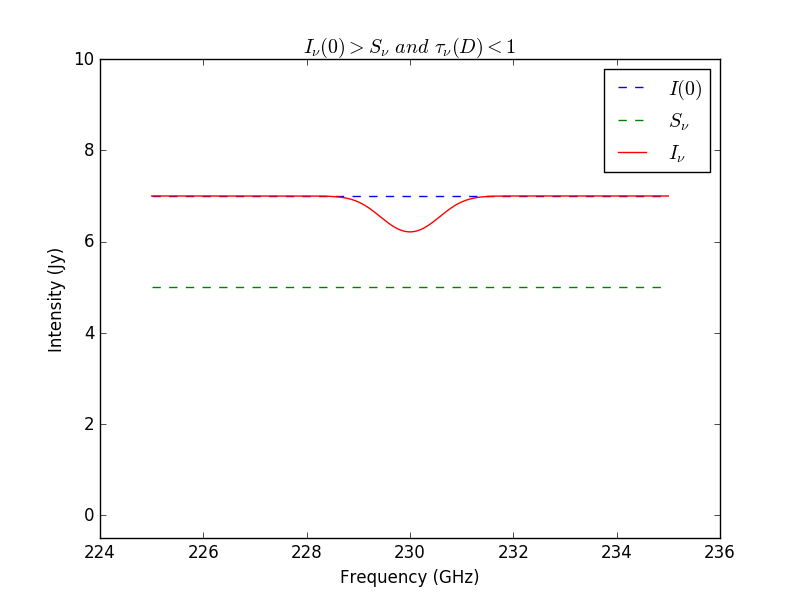 I_ν(0) > S_ν and τ_ν(D) < 1
I(0)
S_ν
I_ν
Intensity (Jy)
10
8
6
4
2
0
224 226 228 230 232 234 236
Frequency (GHz)